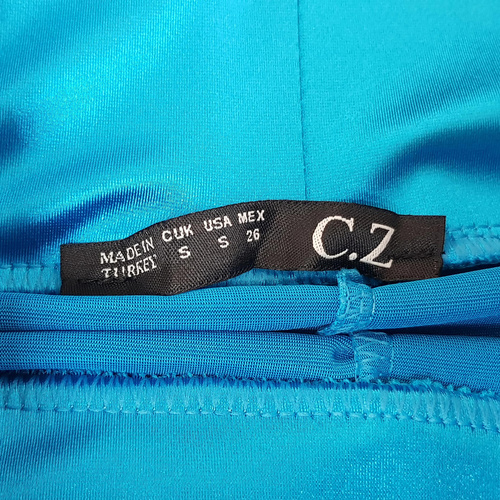 MADE IN
TURKEY
CUK USA MEX
S S 26
C.Z